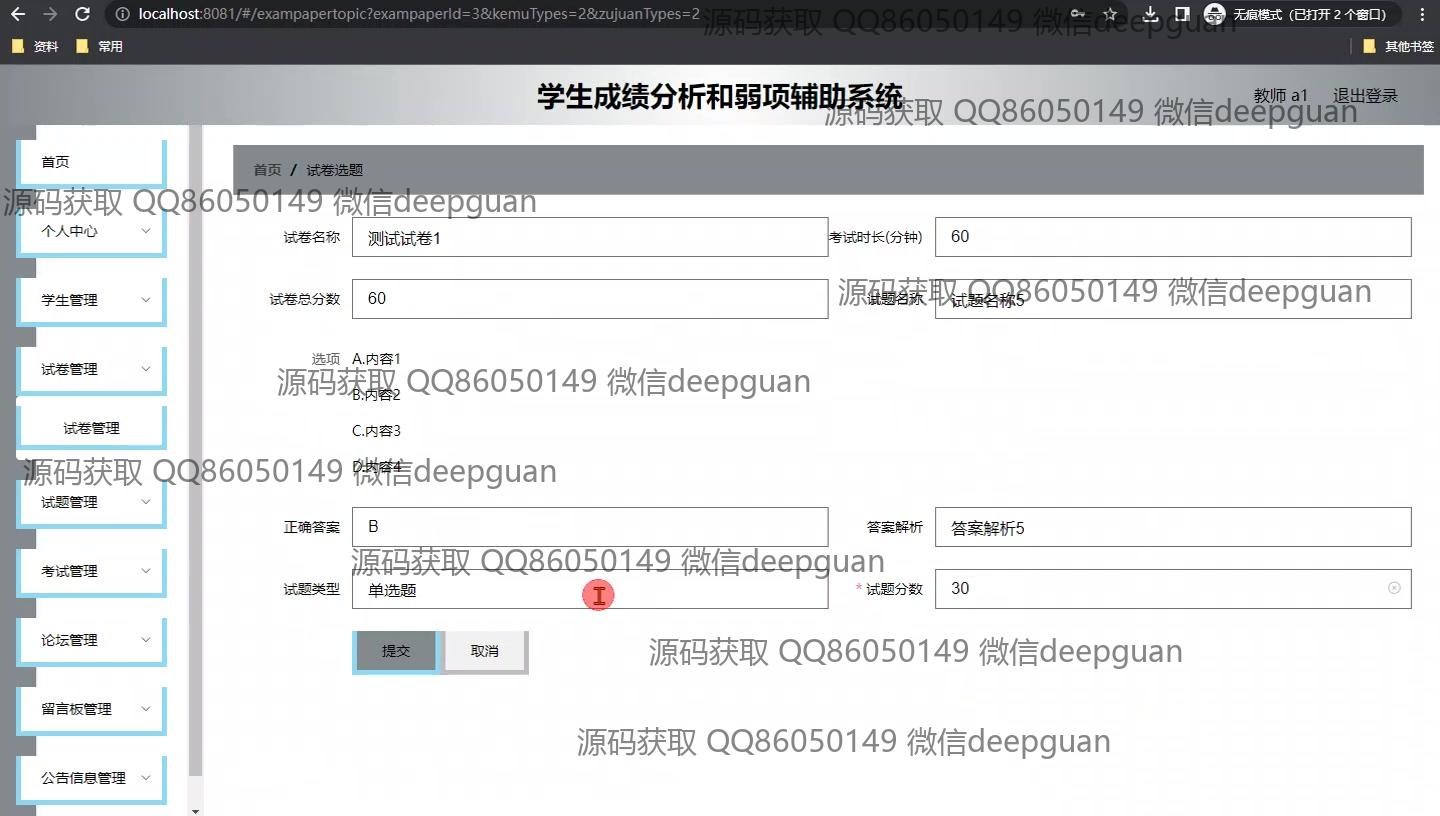 localhost:8081/#/exampapertopic?exampaperId=3&kemuTypes=2&zujuanTypes=2
无痕模式（已打开 2 个窗口）
资料
常用
其他书签
源码获取 QQ86050149 微信deepguan
学生成绩分析和弱项辅助系统
教师 a1
退出登录
源码获取 QQ86050149 微信deepguan
首页
首页 / 试卷选题
源码获取 QQ86050149 微信deepguan
个人中心
试卷名称
测试试卷1
考试时长(分钟)
60
学生管理
试卷总分数
60
试题名称
试题名称5
源码获取 QQ86050149 微信deepguan
试卷管理
选项
A.内容1
源码获取 QQ86050149 微信deepguan
B.内容2
试卷管理
C.内容3
D.内容4
源码获取 QQ86050149 微信deepguan
试题管理
正确答案
B
答案解析
答案解析5
源码获取 QQ86050149 微信deepguan
考试管理
试题类型
单选题
* 试题分数
30
论坛管理
提交
取消
源码获取 QQ86050149 微信deepguan
留言板管理
源码获取 QQ86050149 微信deepguan
公告信息管理